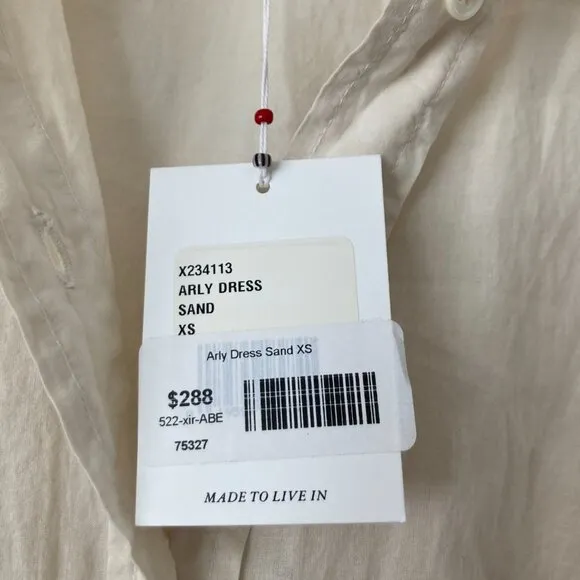 X234113
ARLY DRESS
SAND
XS
Arly Dress Sand XS
$288
522-xir-ABE
75327
MADE TO LIVE IN